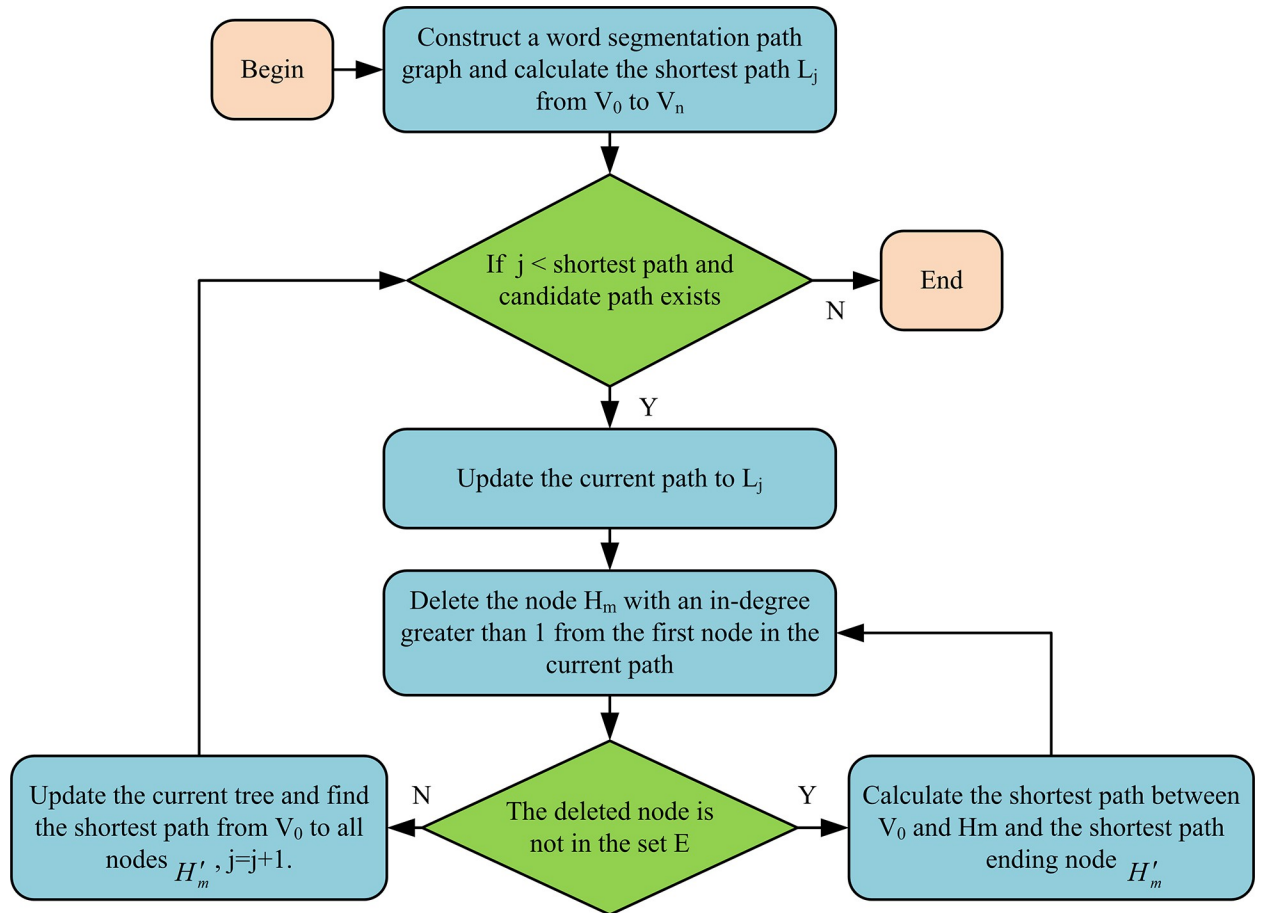 Begin
Construct a word segmentation path
graph and calculate the shortest path Lj
from V0 to Vn
If j < shortest path and
candidate path exists
End
N
Y
Update the current path to Lj
Delete the node Hm with an in-degree
greater than 1 from the first node in the
current path
The deleted node is
not in the set E
N
Y
Update the current tree and find
the shortest path from V0 to all
nodes H′m , j=j+1.
Calculate the shortest path between
V0 and Hm and the shortest path
ending node H′m